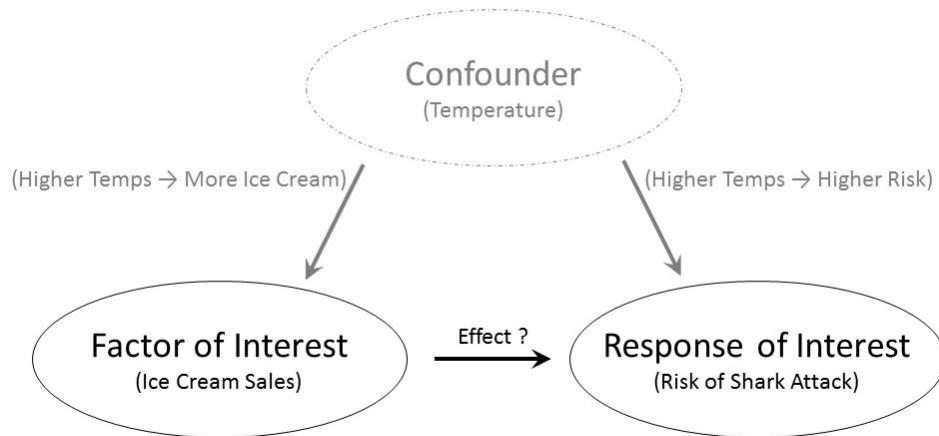 Confounder
(Temperature)
(Higher Temps → More Ice Cream)
(Higher Temps → Higher Risk)
Factor of Interest
(Ice Cream Sales)
Effect ?
Response of Interest
(Risk of Shark Attack)